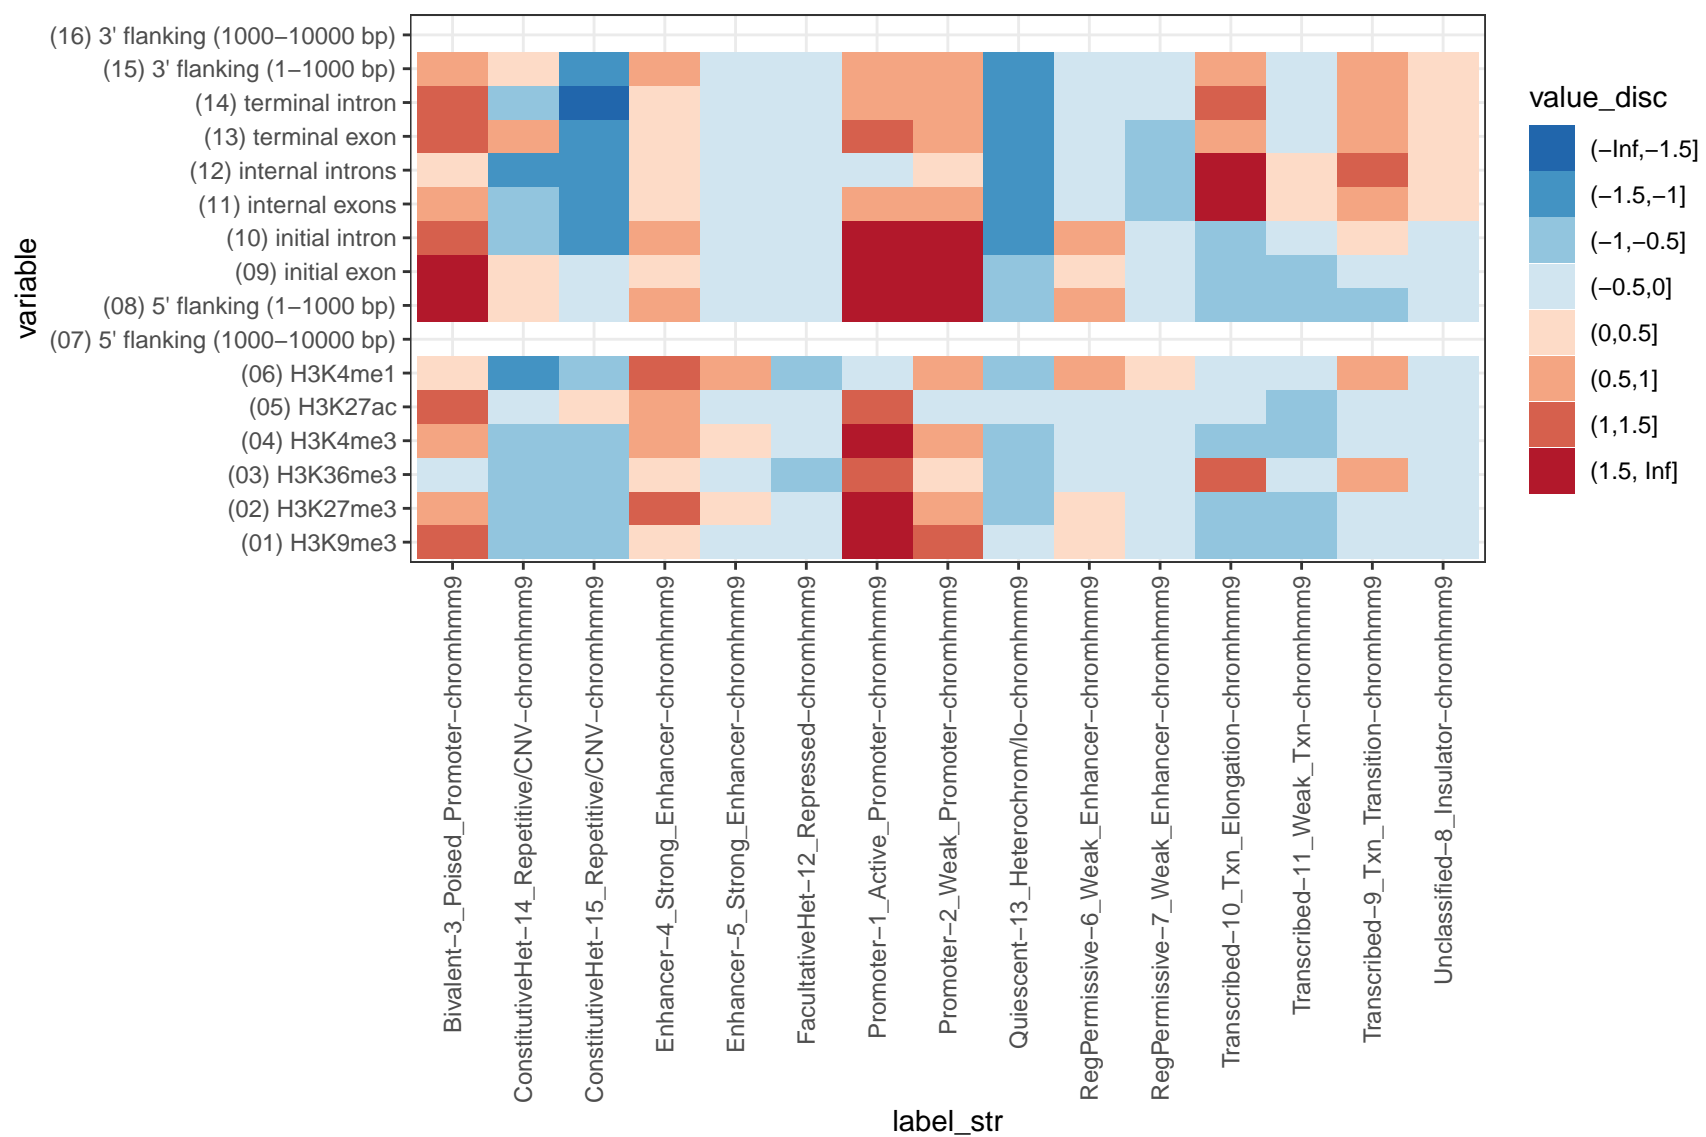 (16) 3' flanking (1000−10000 bp)
(15) 3' flanking (1−1000 bp)
(14) terminal intron
(13) terminal exon
(12) internal introns
(11) internal exons
(10) initial intron
(09) initial exon
(08) 5' flanking (1−1000 bp)
(07) 5' flanking (1000−10000 bp)
(06) H3K4me1
(05) H3K27ac
(04) H3K4me3
(03) H3K36me3
(02) H3K27me3
(01) H3K9me3
variable
Bivalent−3_Poised_Promoter−chromhmm9
ConstitutiveHet−14_Repetitive/CNV−chromhmm9
ConstitutiveHet−15_Repetitive/CNV−chromhmm9
Enhancer−4_Strong_Enhancer−chromhmm9
Enhancer−5_Strong_Enhancer−chromhmm9
FacultativeHet−12_Repressed−chromhmm9
Promoter−1_Active_Promoter−chromhmm9
Promoter−2_Weak_Promoter−chromhmm9
Quiescent−13_Heterochrom/lo−chromhmm9
RegPermissive−6_Weak_Enhancer−chromhmm9
RegPermissive−7_Weak_Enhancer−chromhmm9
Transcribed−10_Txn_Elongation−chromhmm9
Transcribed−11_Weak_Txn−chromhmm9
Transcribed−9_Txn_Transition−chromhmm9
Unclassified−8_Insulator−chromhmm9
label_str
value_disc
(−Inf,−1.5]
(−1.5,−1]
(−1,−0.5]
(−0.5,0]
(0,0.5]
(0.5,1]
(1,1.5]
(1.5, Inf]